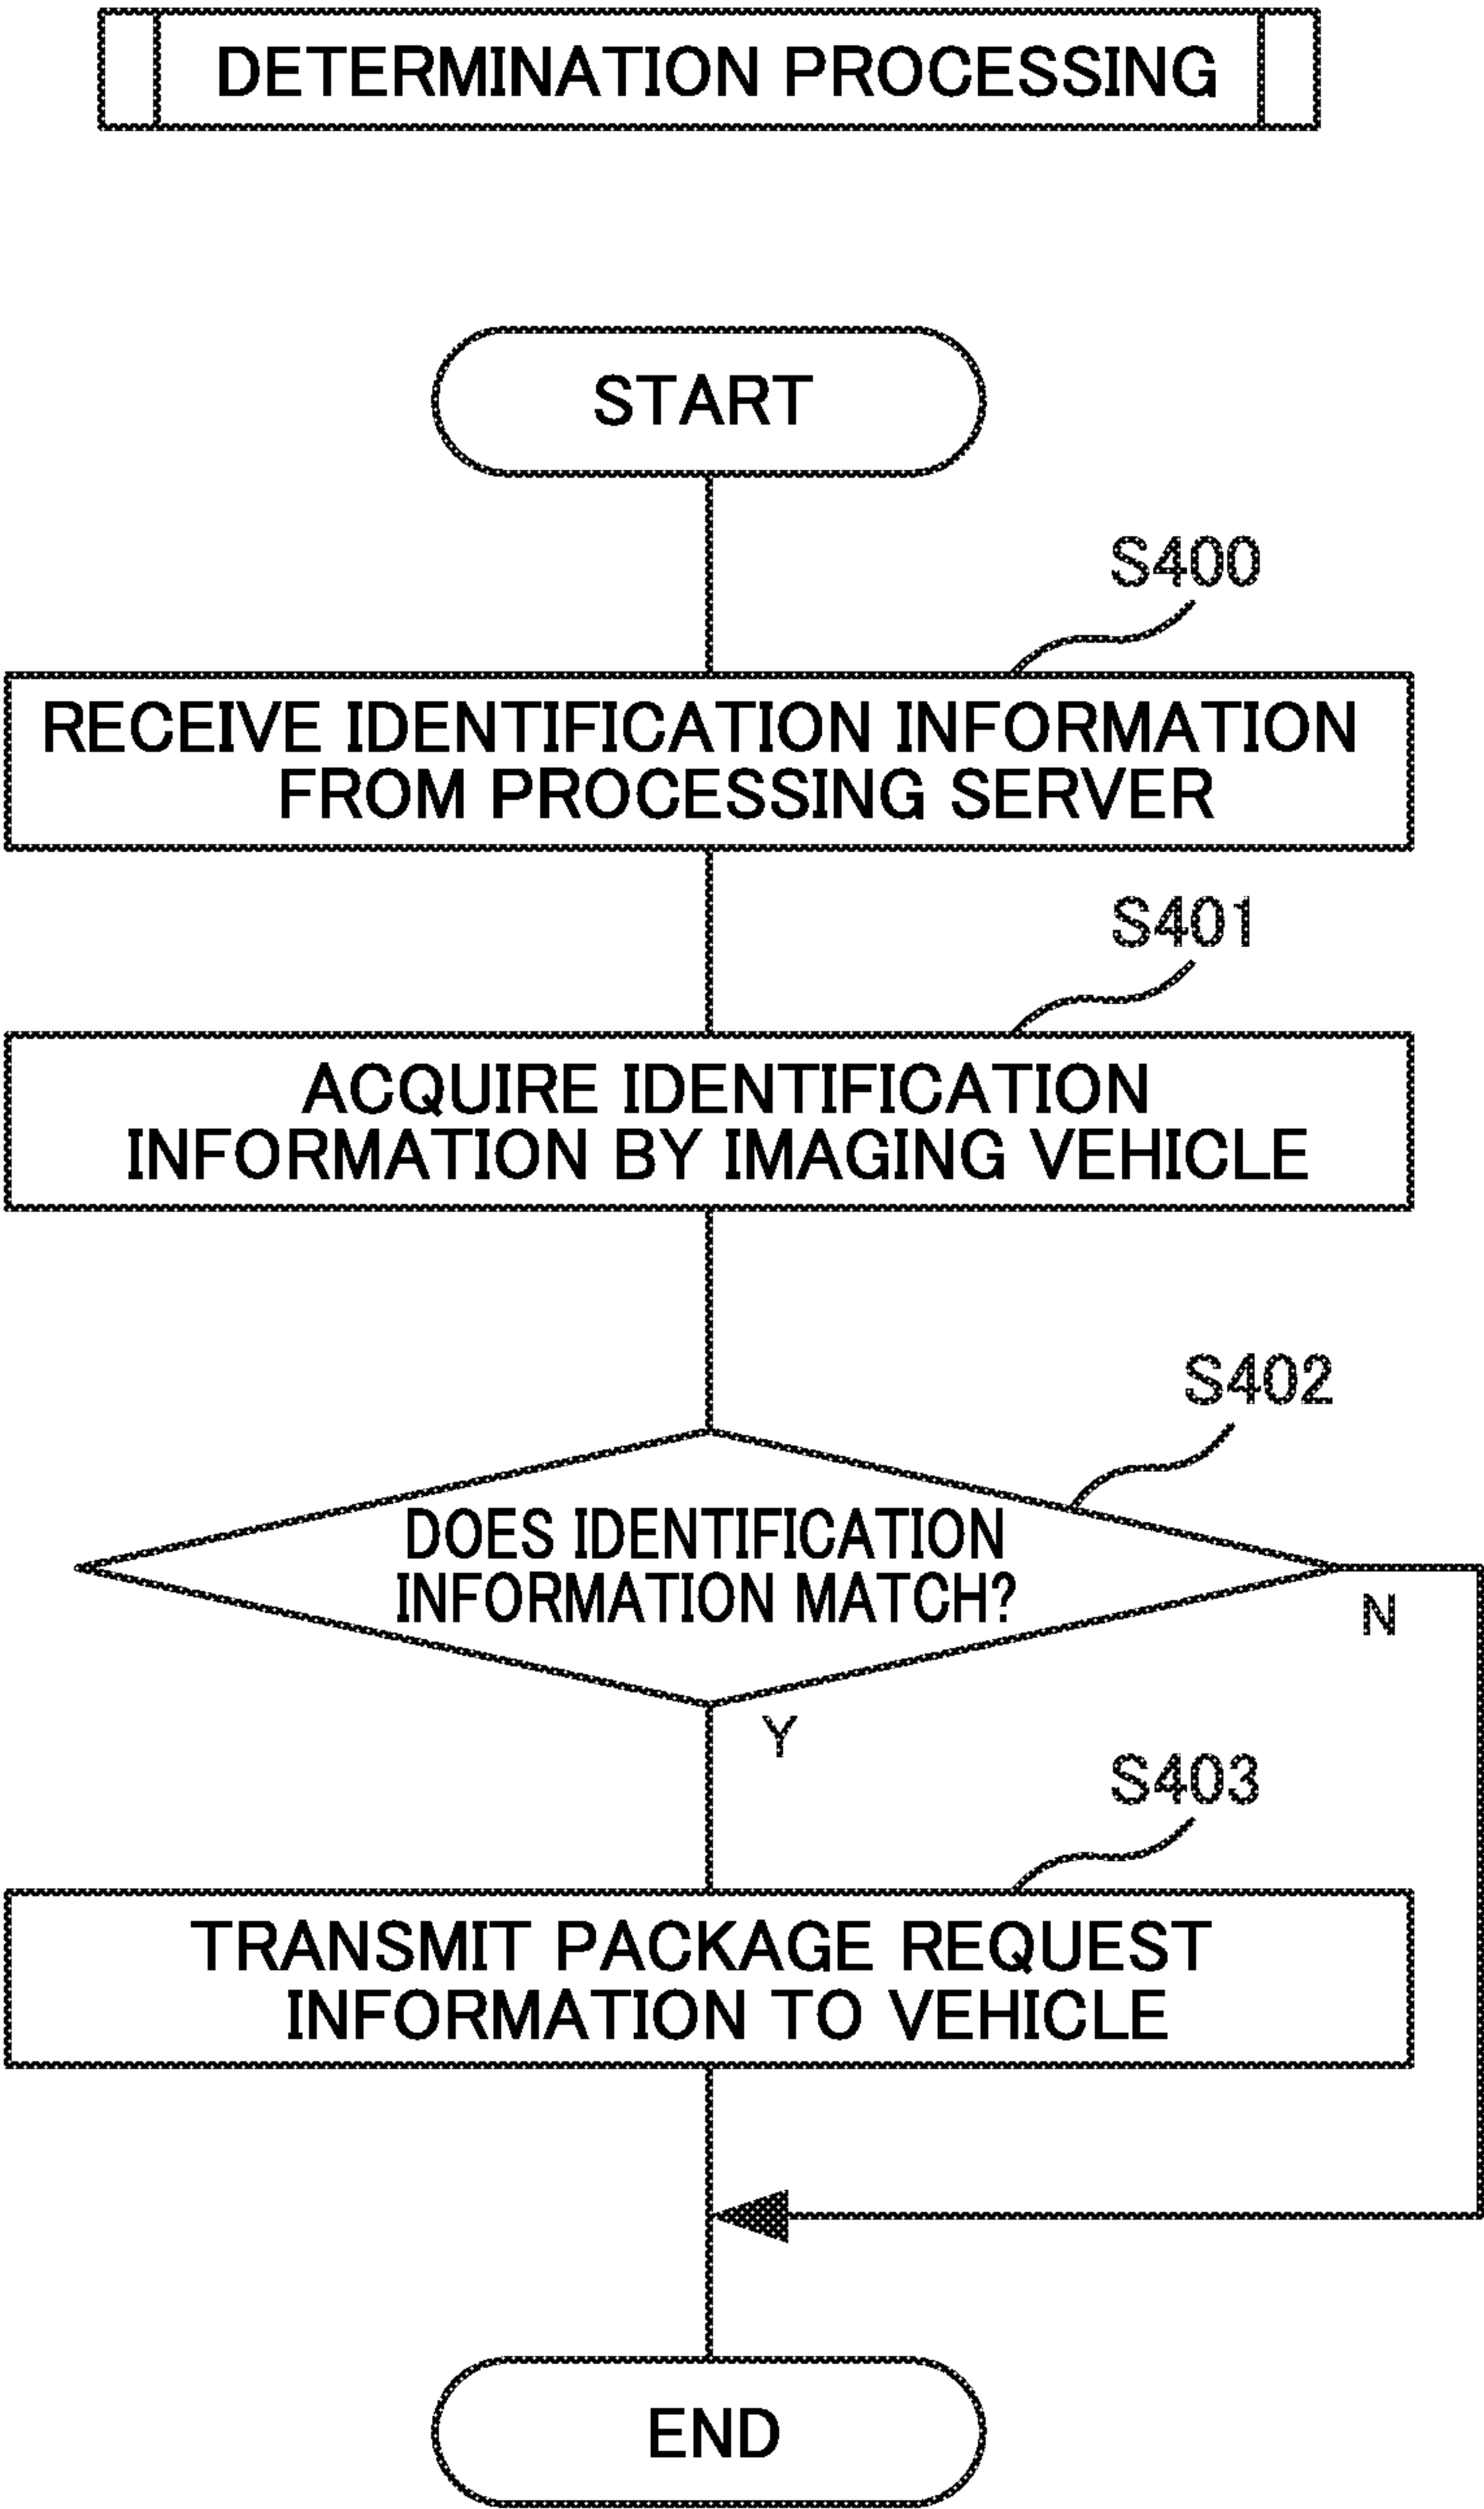 DETERMINATION PROCESSING
START
S400
RECEIVE IDENTIFICATION INFORMATION
FROM PROCESSING SERVER
S401
ACQUIRE IDENTIFICATION
INFORMATION BY IMAGING VEHICLE
S402
DOES IDENTIFICATION
INFORMATION MATCH?
N
Y
S403
TRANSMIT PACKAGE REQUEST
INFORMATION TO VEHICLE
END